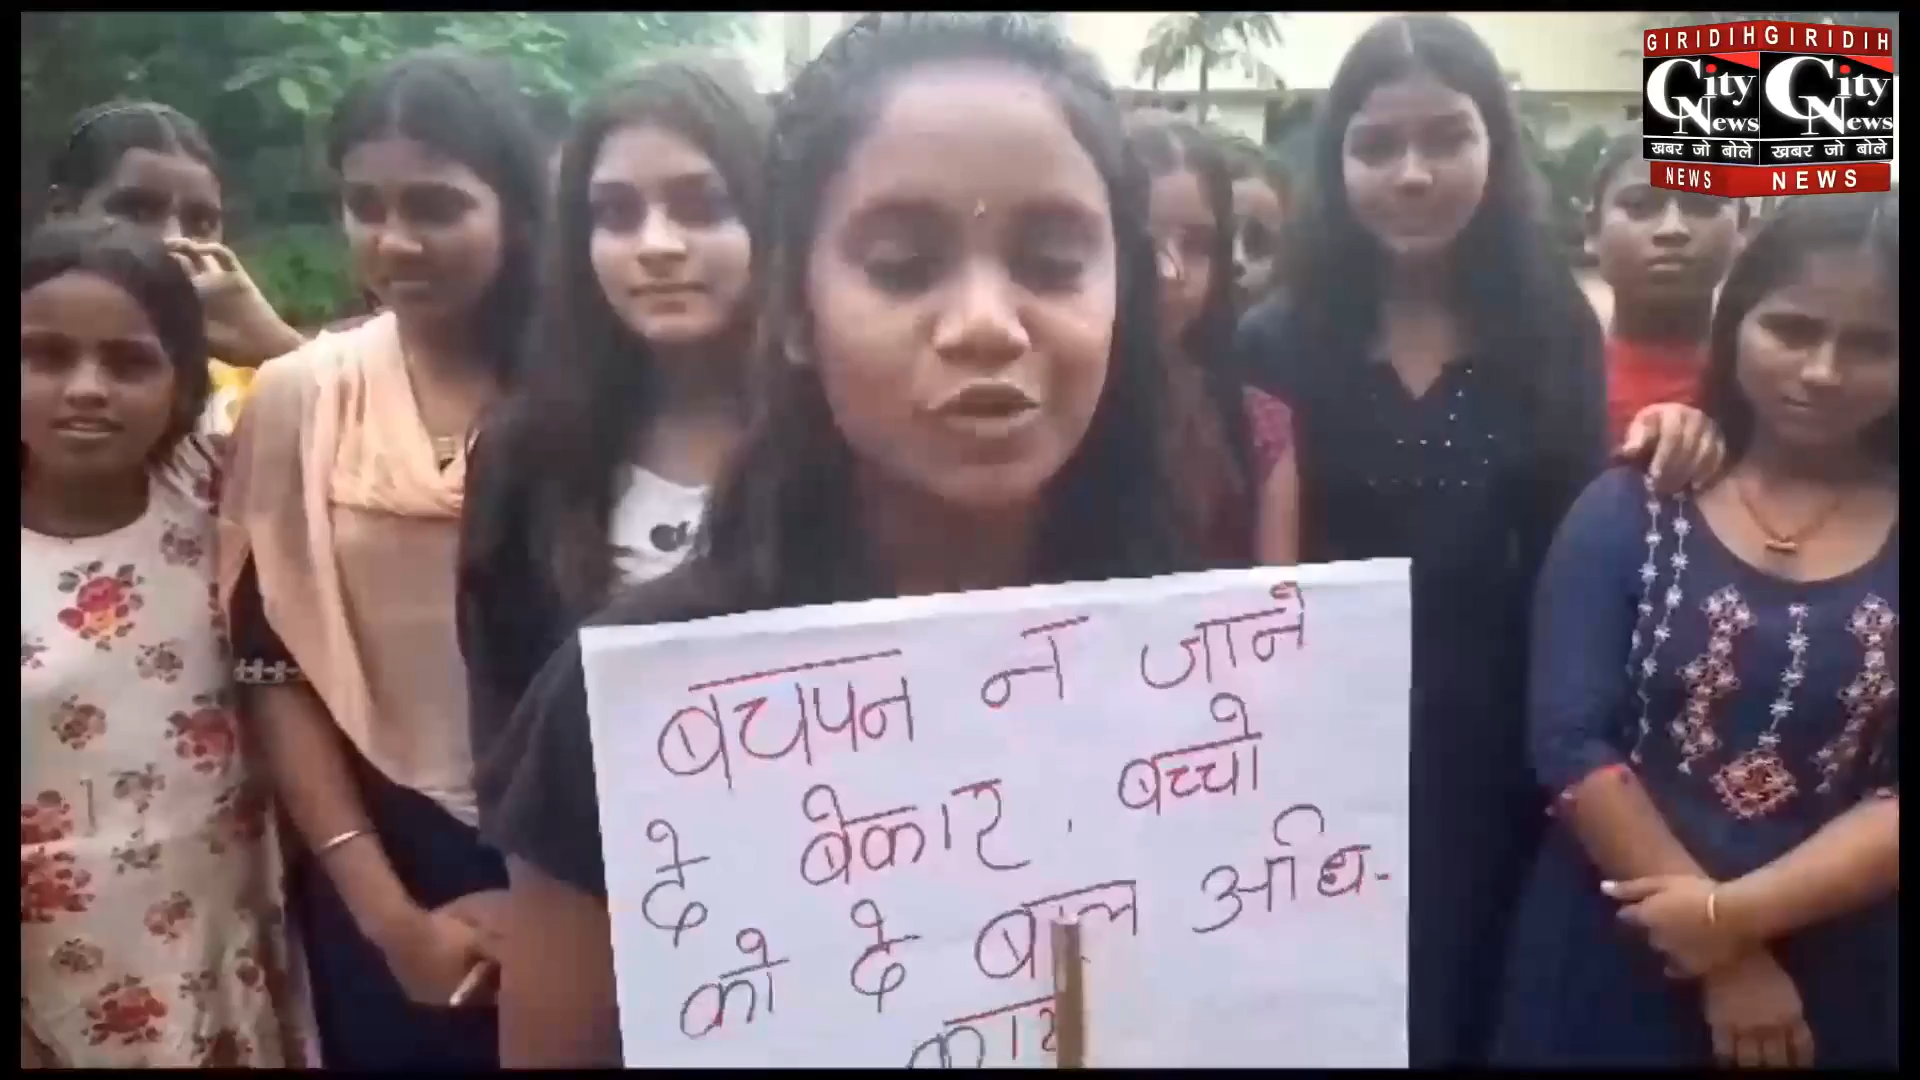 GIRIDIH GIRIDIH
City News City News
खबर जो बोले खबर जो बोले
NEWS NEWS
बचपन न जाने
दे बेकार, बच्चो
को दे बाल अधि-
कार